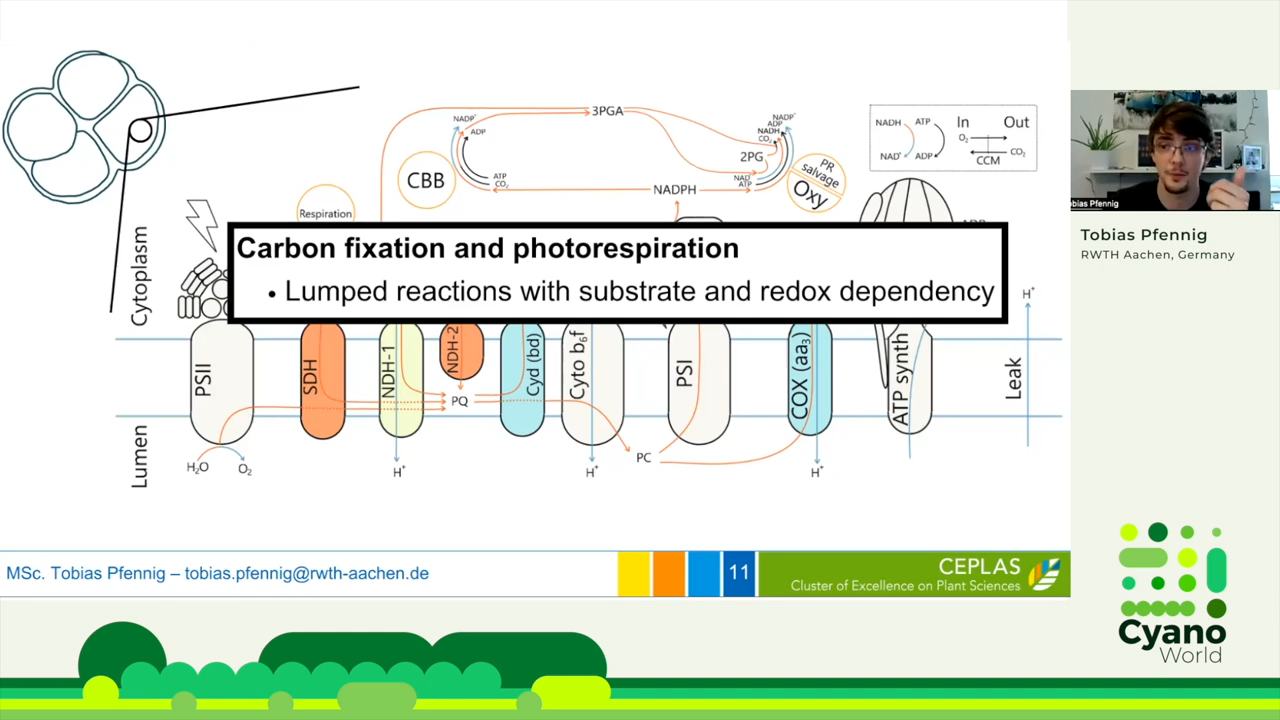 NADP+
ADP
CBB
ATP
CO2
3PGA
NADPH
2PG
NADP+
ADP
NADH
CO2
NAD+
ATP
PR
salvage
Oxy
NADH
ATP
NAD+
ADP
In
Out
O2
CO2
CCM
Respiration
Carbon fixation and photorespiration
• Lumped reactions with substrate and redox dependency
Cytoplasm
Lumen
PSII
SDH
NDH-1
NDH-2
PQ
Cyd (bd)
Cyto b6f
PSI
PC
COX (aa3)
ATP synth
Leak
H+
H2O
O2
H+
H+
H+
MSc. Tobias Pfennig – tobias.pfennig@rwth-aachen.de
11
CEPLAS
Cluster of Excellence on Plant Sciences
obias Pfennig
Tobias Pfennig
RWTH Aachen, Germany
Cyano
World